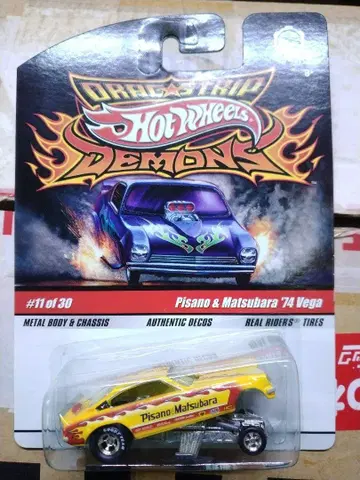 DRAG STRIP
HOT WHEELS
DEMONS
#11 of 30
Pisano & Matsubara '74 Vega
METAL BODY & CHASSIS
AUTHENTIC DECOS
REAL RIDERS TIRES
Pisano & Matsubara